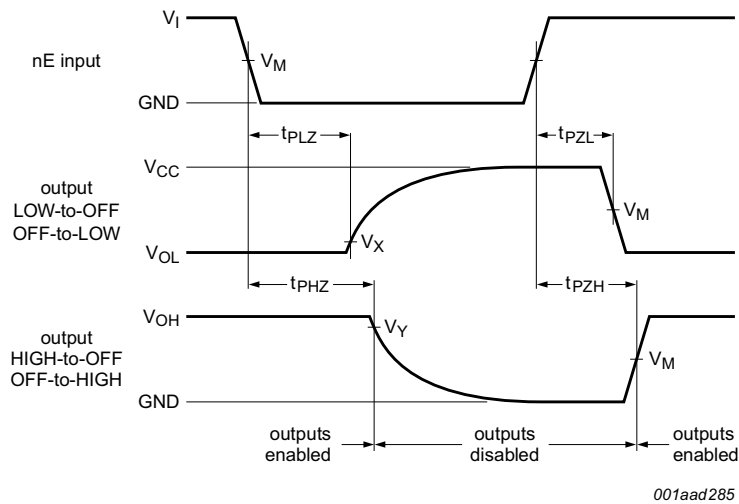 V_I
nE input
V_M
GND
t_PLZ
t_PZL
V_CC
output
LOW-to-OFF
OFF-to-LOW
V_M
V_X
V_OL
t_PHZ
t_PZH
V_OH
V_Y
output
HIGH-to-OFF
OFF-to-HIGH
V_M
GND
outputs
enabled
outputs
disabled
outputs
enabled
001aad285